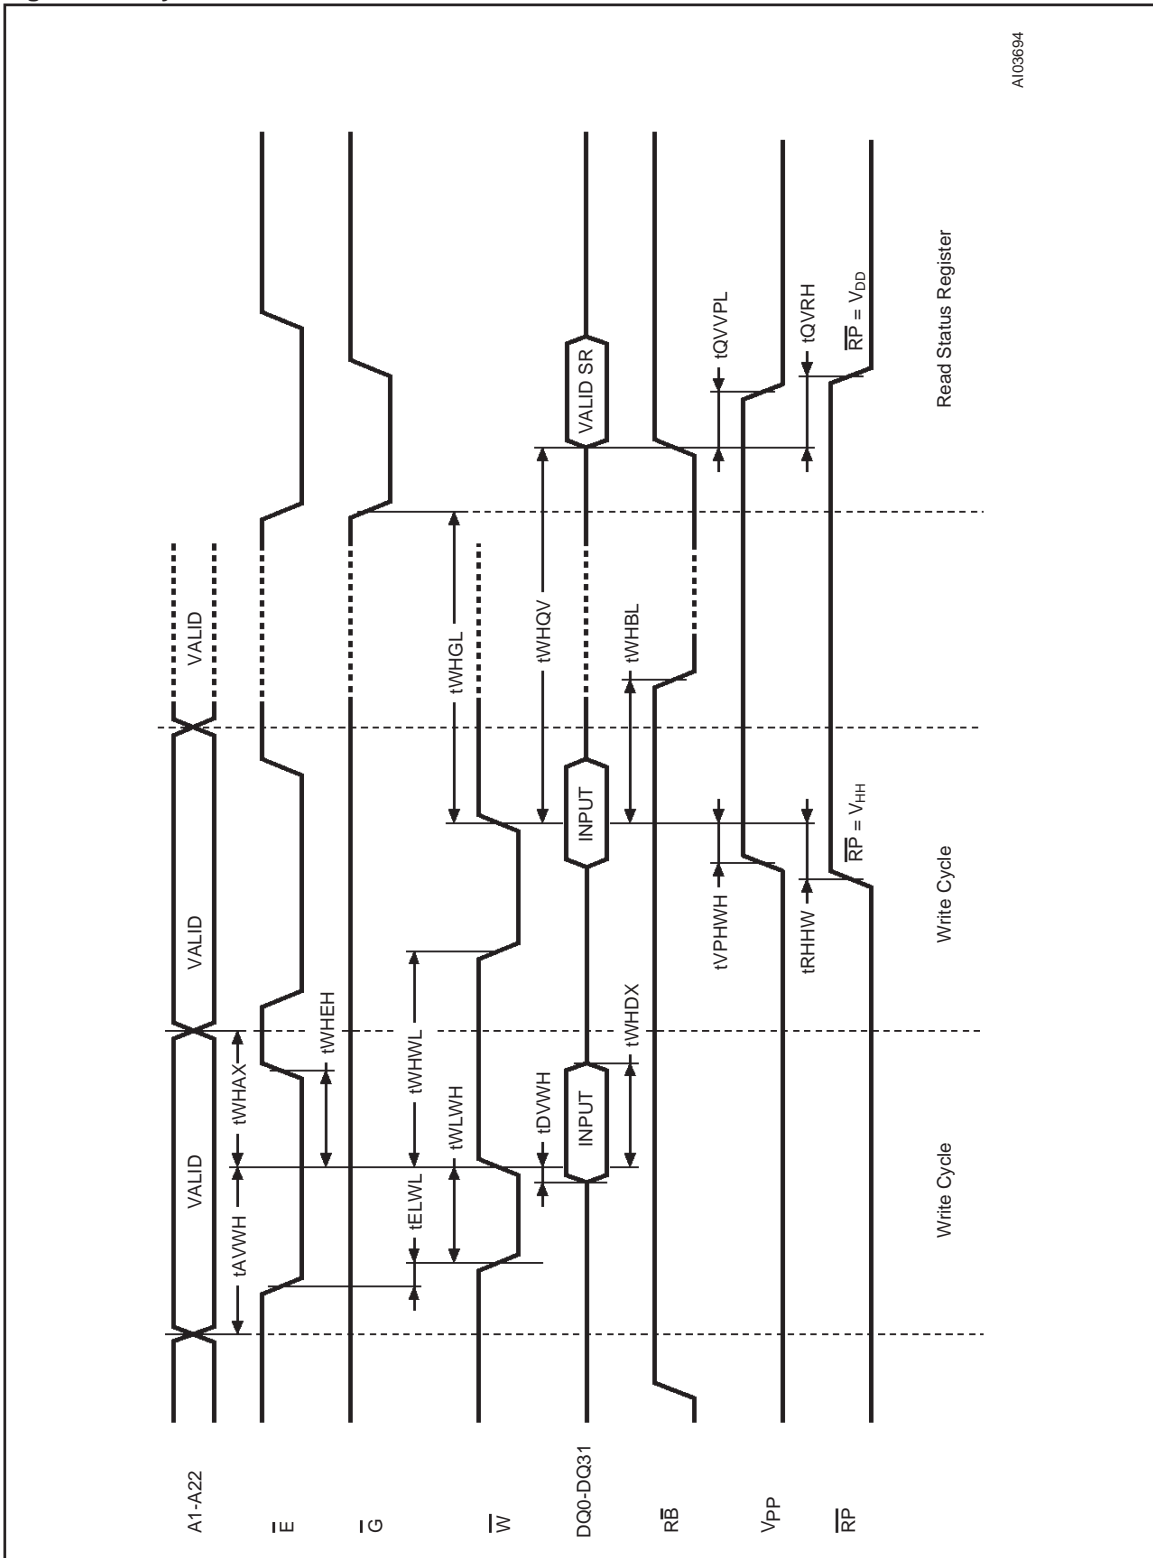 A1-A22
VALID
VALID
VALID
tAVWH
tWHAX
E
tWHEH
G
tELWL
tWHWL
tWLWH
tWHGL
W
tDVWH
tWHQV
DQ0-DQ31
INPUT
INPUT
VALID SR
tWHDX
tWHBL
RB
tVPHWH
tQVVPL
VPP
tRHHW
tQVRH
RP
RP = VHH
RP = VDD
Write Cycle
Write Cycle
Read Status Register
AI03694